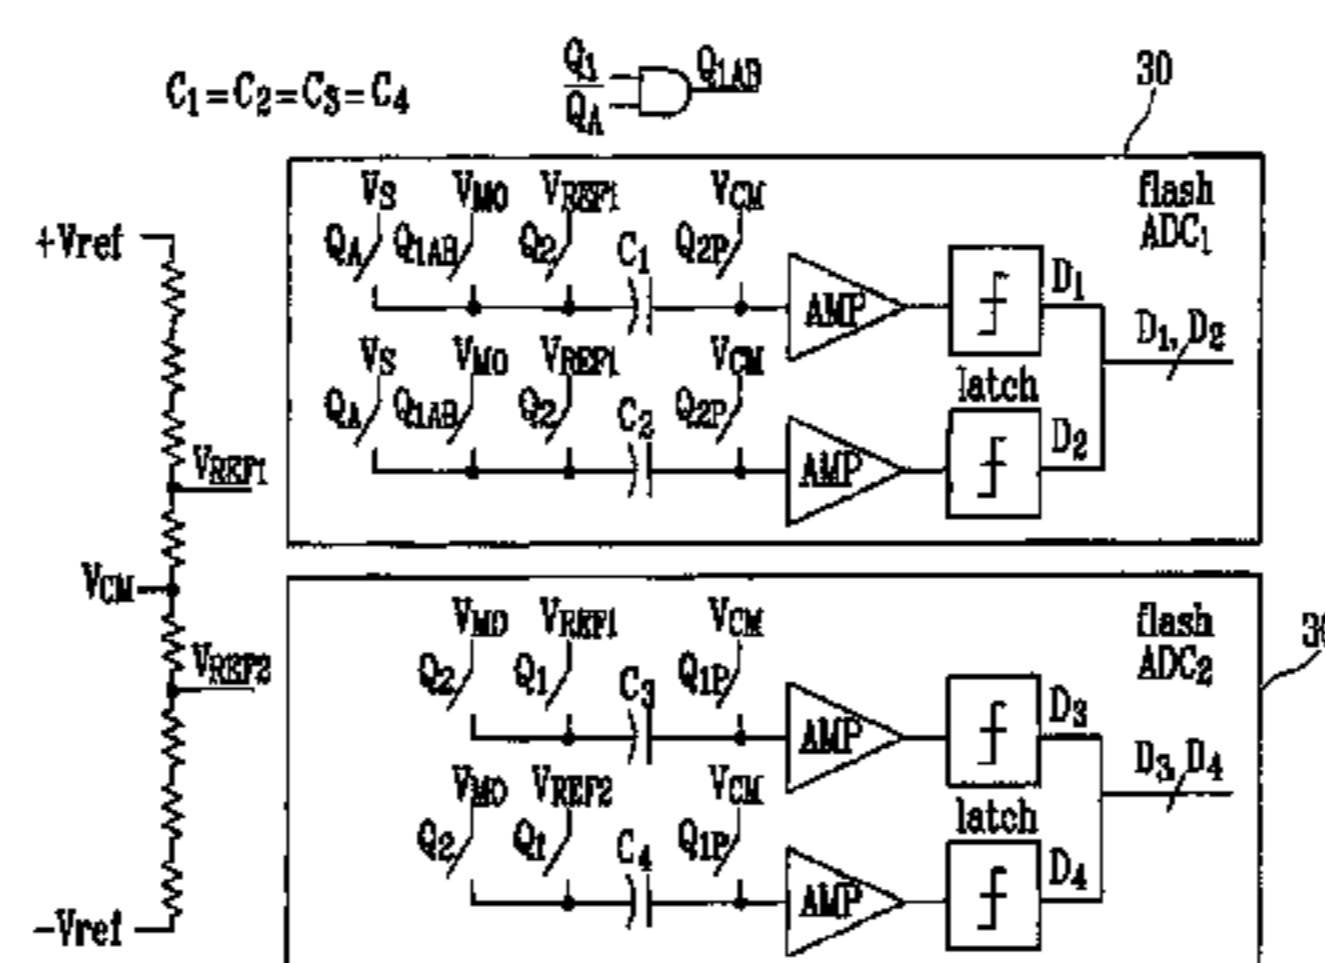 C1=C2=C3=C4
Q1
QA
Q1AB
30
+Vref
VREF1
VCM
VREF2
-Vref
VS VMO VREF1 VCM
QA Q1AB Q2 C1 Q2P
AMP
D1
flash
ADC1
D1, D2
VS VMO VREF1 VCM
QA Q1AB Q2 C2 Q2P
AMP
latch
D2
VMO VREF1 VCM
Q2 Q1 C3 Q1P
AMP
D3
flash
ADC2
D3, D4
VMO VREF2 VCM
Q2 Q1 C4 Q1P
AMP
latch
D4